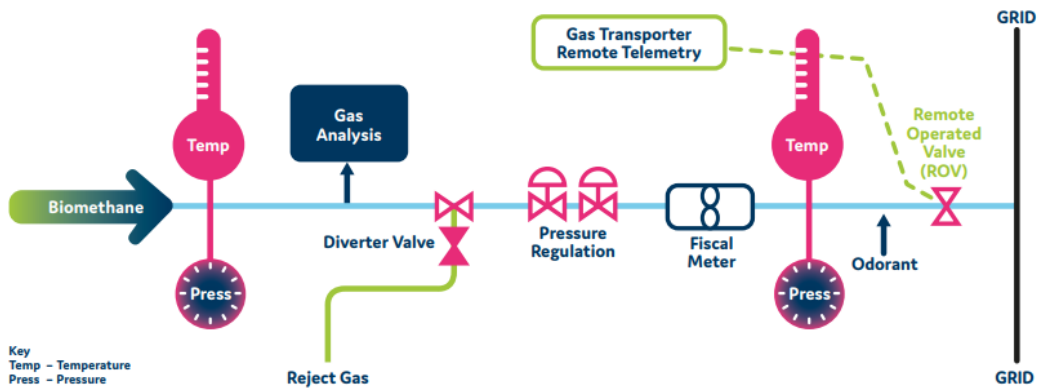 GRID
Gas Transporter
Remote Telemetry
Gas
Analysis
Temp
Temp
Remote
Operated
Valve
(ROV)
Biomethane
Diverter Valve
Pressure
Regulation
Fiscal
Meter
Odorant
Press
Press
Key
Temp – Temperature
Press – Pressure
Reject Gas
GRID